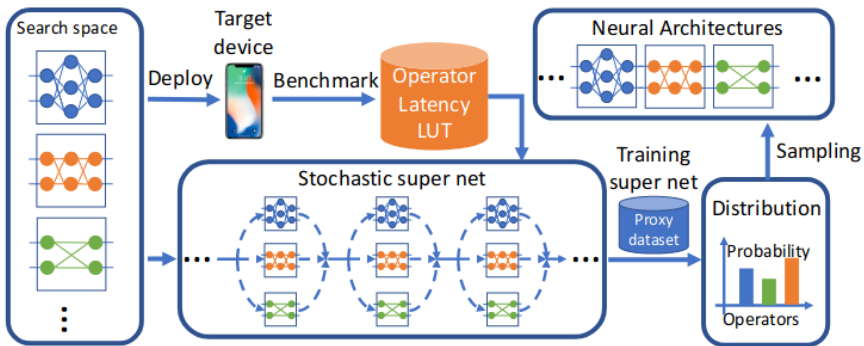 Search space
Target
device
Deploy
Benchmark
Operator
Latency
LUT
Neural Architectures
...
...
Stochastic super net
...
...
Training
super net
Proxy
dataset
Sampling
Distribution
Probability
Operators
...